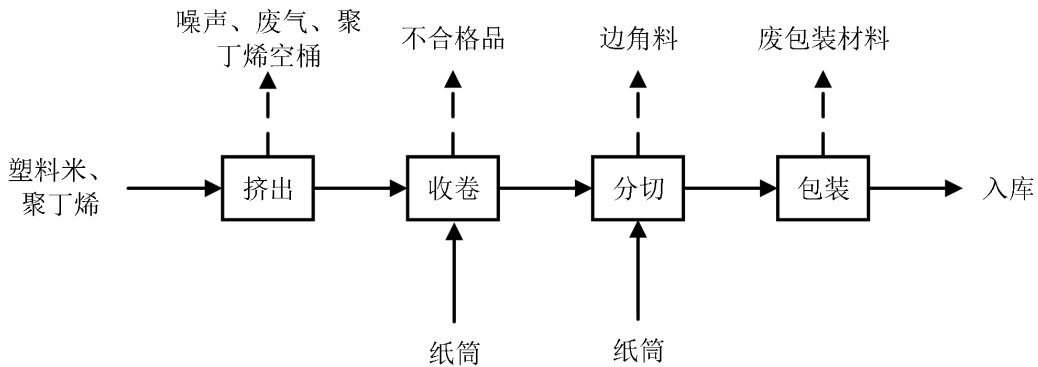 噪声、废气、聚
丁烯空桶
不合格品
边角料
废包装材料
塑料米、
聚丁烯
挤出
收卷
分切
包装
入库
纸筒
纸筒